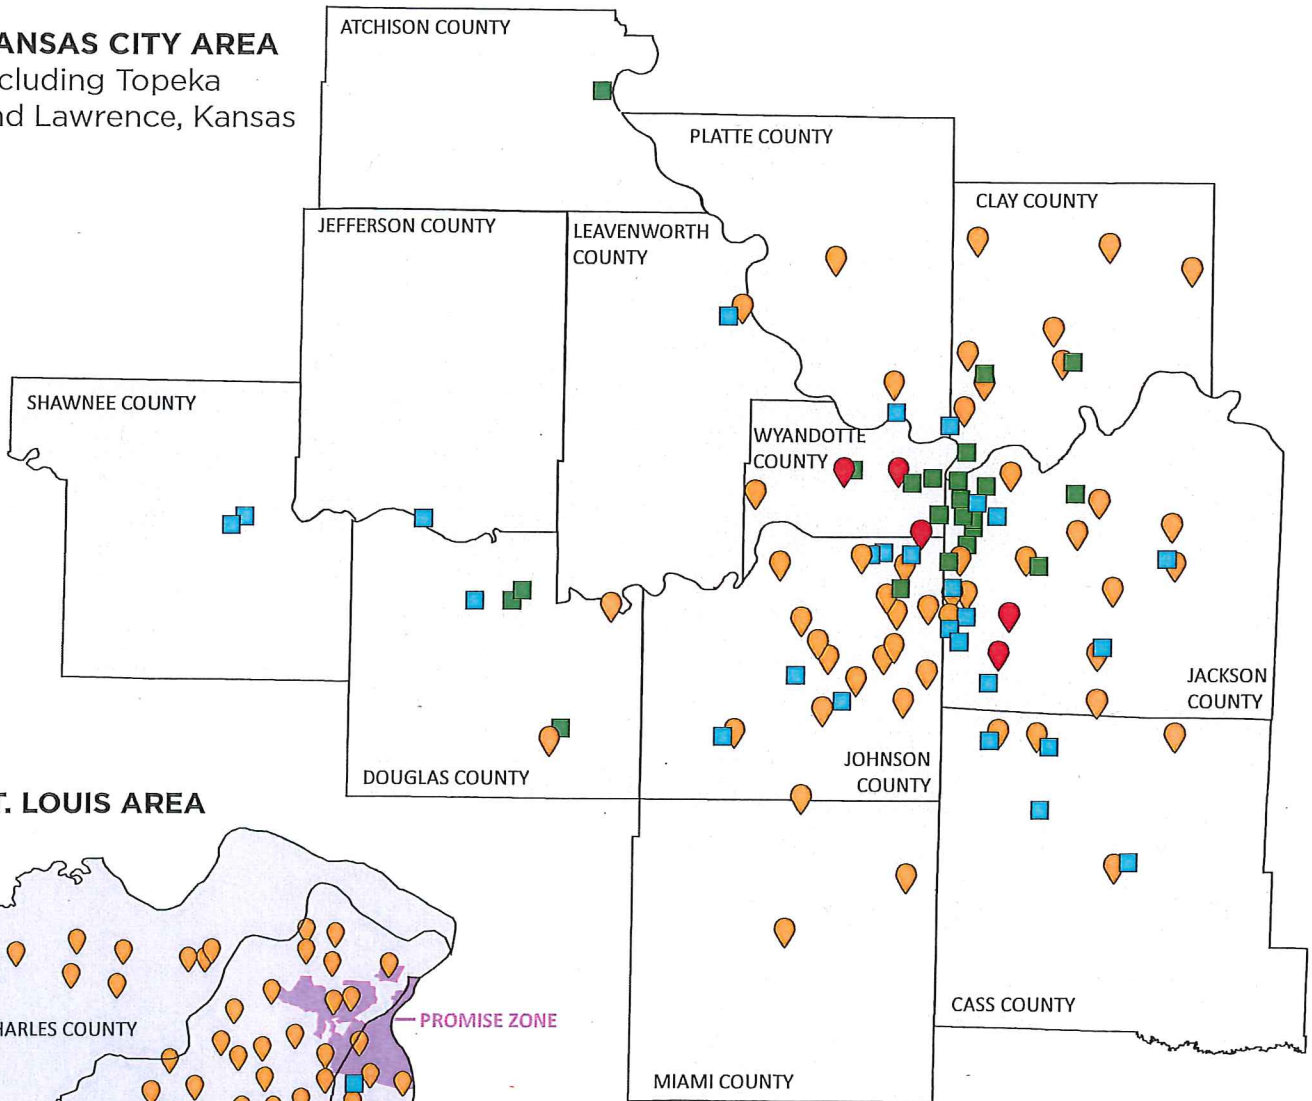 ANSAS CITY AREA
cluding Topeka
nd Lawrence, Kansas
ATCHISON COUNTY
PLATTE COUNTY
CLAY COUNTY
JEFFERSON COUNTY
LEAVENWORTH
COUNTY
SHAWNEE COUNTY
WYANDOTTE
COUNTY
JACKSON
COUNTY
JOHNSON
COUNTY
DOUGLAS COUNTY
T. LOUIS AREA
HARLES COUNTY
PROMISE ZONE
CASS COUNTY
MIAMI COUNTY